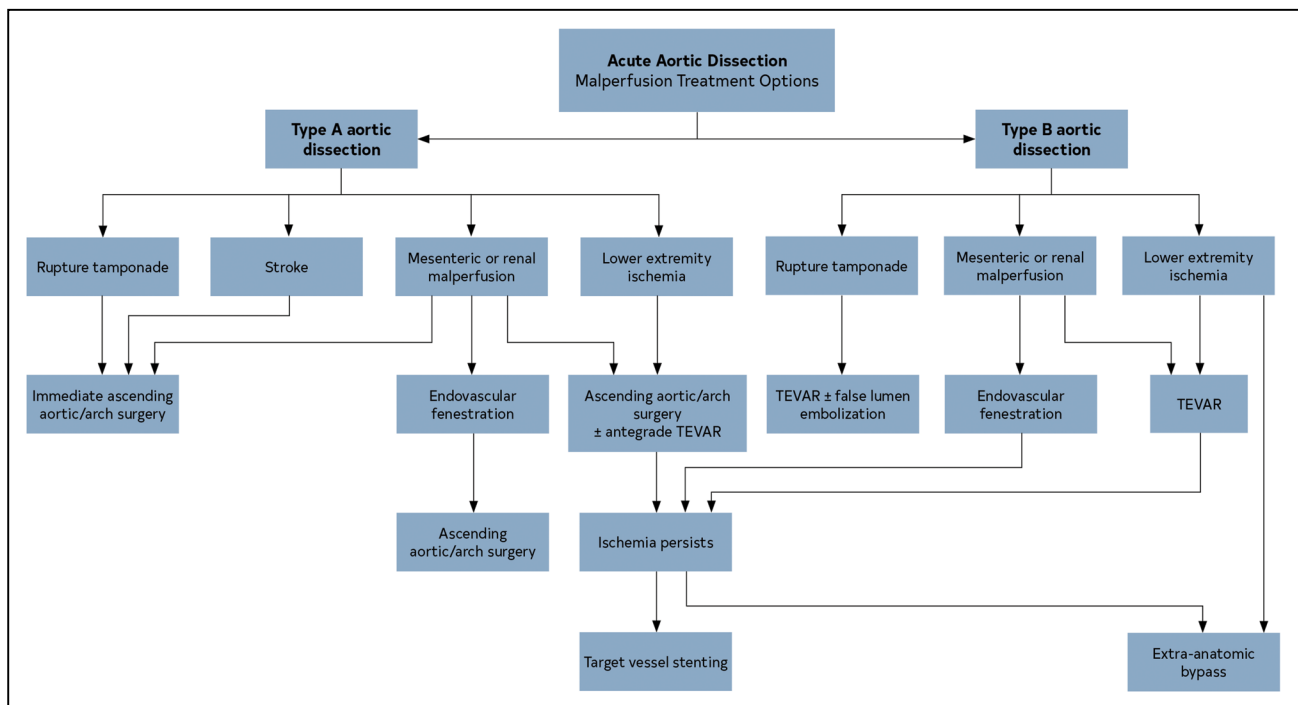 Acute Aortic Dissection
Malperfusion Treatment Options
Type A aortic
dissection
Type B aortic
dissection
Rupture tamponade
Stroke
Mesenteric or renal
malperfusion
Lower extremity
ischemia
Rupture tamponade
Mesenteric or renal
malperfusion
Lower extremity
ischemia
Immediate ascending
aortic/arch surgery
Endovascular
fenestration
Ascending aortic/arch
surgery
± antegrade TEVAR
TEVAR ± false lumen
embolization
Endovascular
fenestration
TEVAR
Ascending
aortic/arch surgery
Ischemia persists
Target vessel stenting
Extra-anatomic
bypass